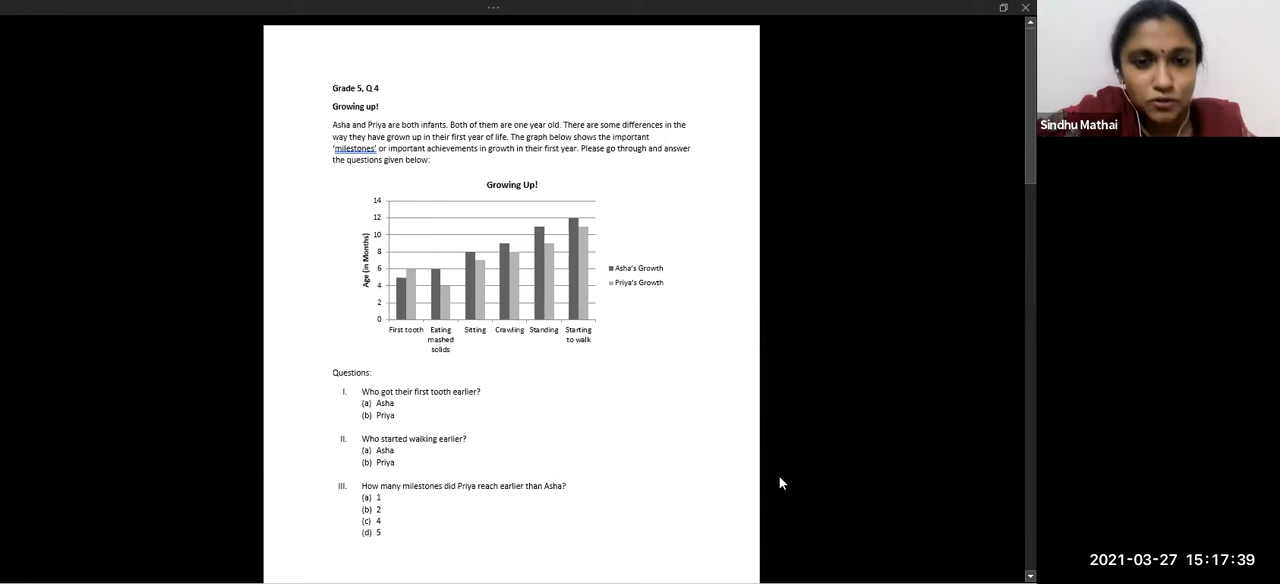 Grade 5, Q 4
Growing up!
Asha and Priya are both infants. Both of them are one year old. There are some differences in the
way they have grown up in their first year of life. The graph below shows the important
'milestones' or important achievements in growth in their first year. Please go through and answer
the questions given below:
Growing Up!
Age (in Months)
14
12
10
8
6
4
2
0
First tooth
Eating
mashed
solids
Sitting
Crawling
Standing
Starting
to walk
Asha's Growth
Priya's Growth
Questions:
I. Who got their first tooth earlier?
(a) Asha
(b) Priya
II. Who started walking earlier?
(a) Asha
(b) Priya
III. How many milestones did Priya reach earlier than Asha?
(a) 1
(b) 2
(c) 4
(d) 5
Sindhu Mathai
2021-03-27 15:17:39